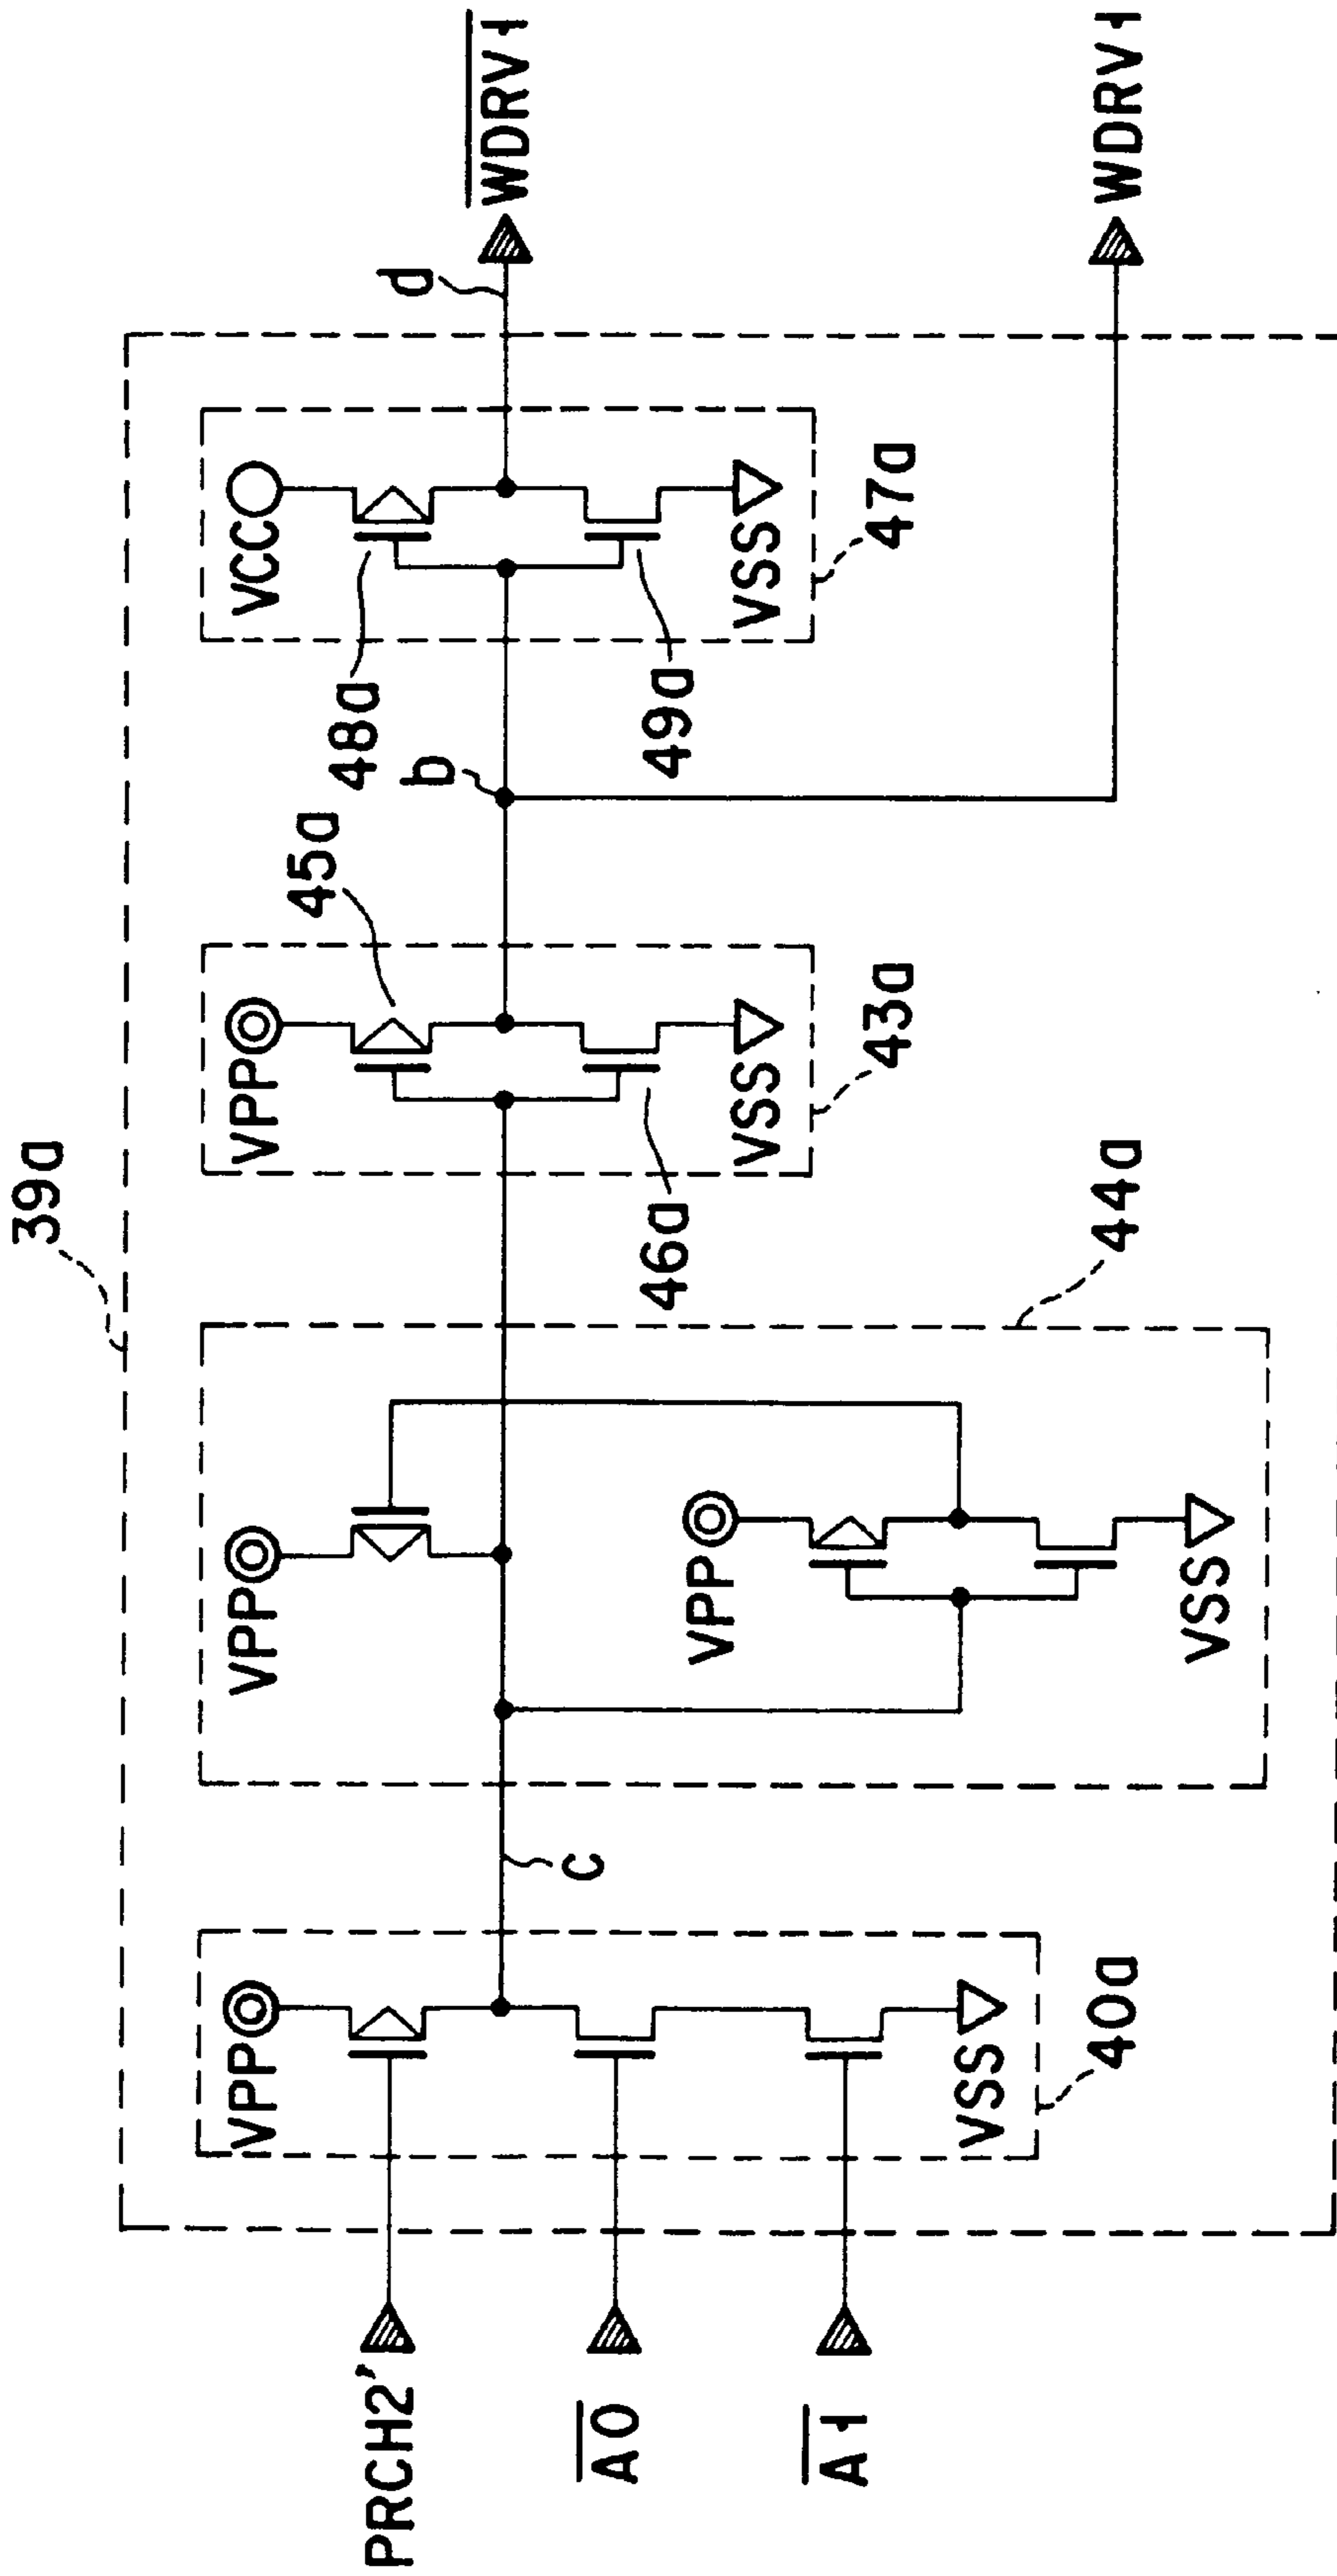 39a
VPP
VPP
VPP
VCC
45a
48a
PRCH2'
c
b
d
WDRV1
A0
VPP
46a
VSS
49a
VSS
A1
43a
47a
VSS
VSS
40a
44a
WDRV1